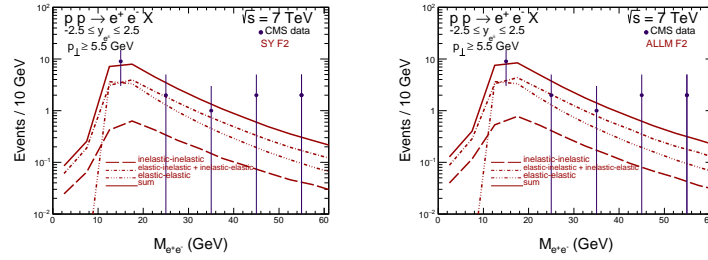 p p → e⁺ e⁻ X
√s = 7 TeV
-2.5 ≤ y_e± ≤ 2.5
CMS data
p⊥ ≥ 5.5 GeV
SY F2
10²
10
1
10⁻¹
10⁻²
Events / 10 GeV
inelastic-inelastic
elastic-inelastic + inelastic-elastic
elastic-elastic
sum
0 10 20 30 40 50 60
M_e⁺e⁻ (GeV)
p p → e⁺ e⁻ X
√s = 7 TeV
-2.5 ≤ y_e± ≤ 2.5
CMS data
p⊥ ≥ 5.5 GeV
ALLM F2
10²
10
1
10⁻¹
10⁻²
Events / 10 GeV
inelastic-inelastic
elastic-inelastic + inelastic-elastic
elastic-elastic
sum
0 10 20 30 40 50 60
M_e⁺e⁻ (GeV)